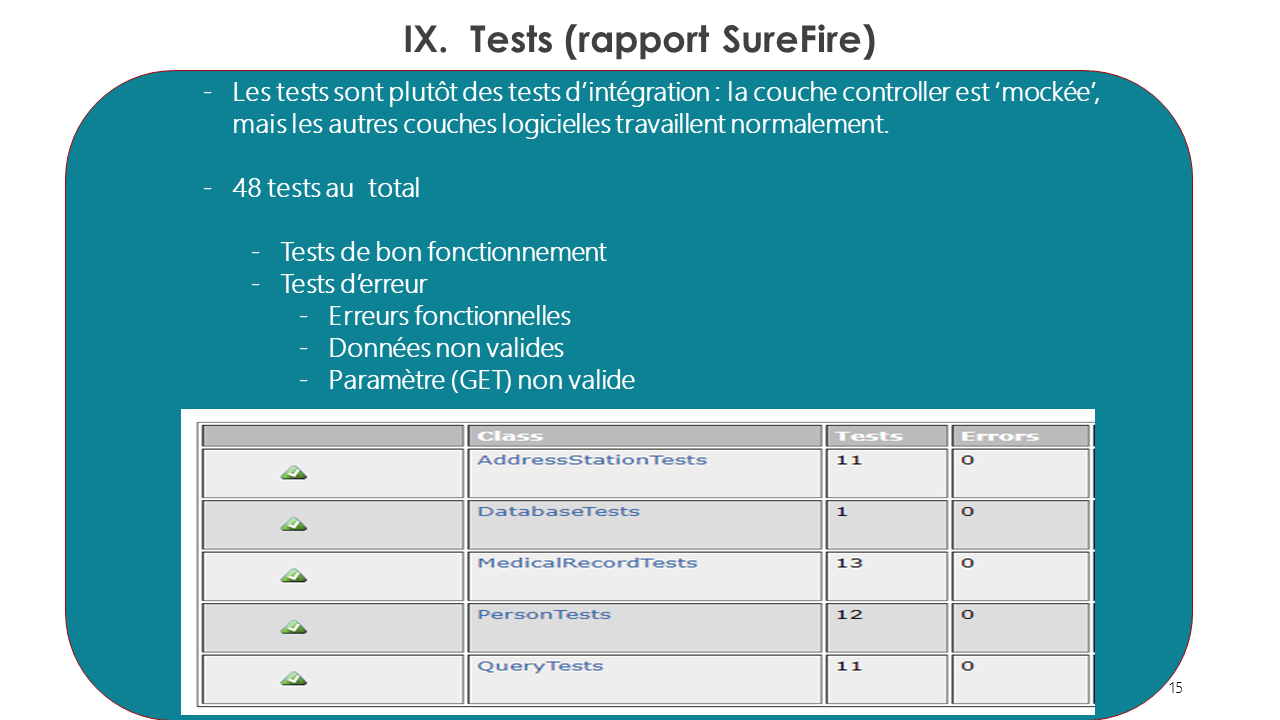 IX. Tests (rapport SureFire)
- Les tests sont plutôt des tests d’intégration : la couche controller est ‘mockée’,
mais les autres couches logicielles travaillent normalement.
- 48 tests au total
- Tests de bon fonctionnement
- Tests d’erreur
- Erreurs fonctionnelles
- Données non valides
- Paramètre (GET) non valide
Class Tests Errors
AddressStationTests 11 0
DatabaseTests 1 0
MedicalRecordTests 13 0
PersonTests 12 0
QueryTests 11 0
15